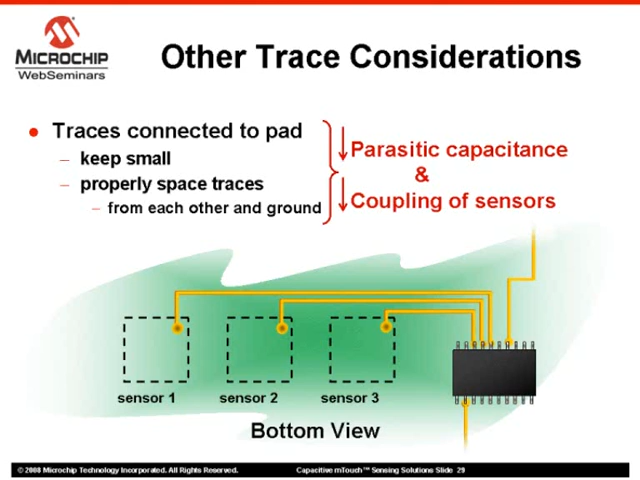 MICROCHIP
WebSeminars
Other Trace Considerations
● Traces connected to pad
– keep small
– properly space traces
– from each other and ground
Parasitic capacitance
&
Coupling of sensors
sensor 1
sensor 2
sensor 3
Bottom View
© 2008 Microchip Technology Incorporated. All Rights Reserved.
Capacitive mTouch™ Sensing Solutions Slide 29